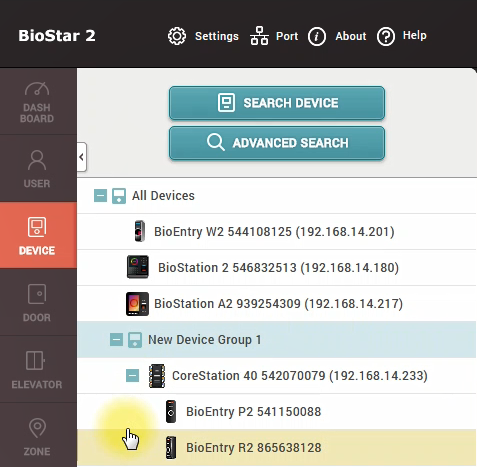 BioStar 2
Settings
Port
About
Help
DASH
BOARD
USER
DEVICE
DOOR
ELEVATOR
ZONE
SEARCH DEVICE
ADVANCED SEARCH
All Devices
BioEntry W2 544108125 (192.168.14.201)
BioStation 2 546832513 (192.168.14.180)
BioStation A2 939254309 (192.168.14.217)
New Device Group 1
CoreStation 40 542070079 (192.168.14.233)
BioEntry P2 541150088
BioEntry R2 865638128